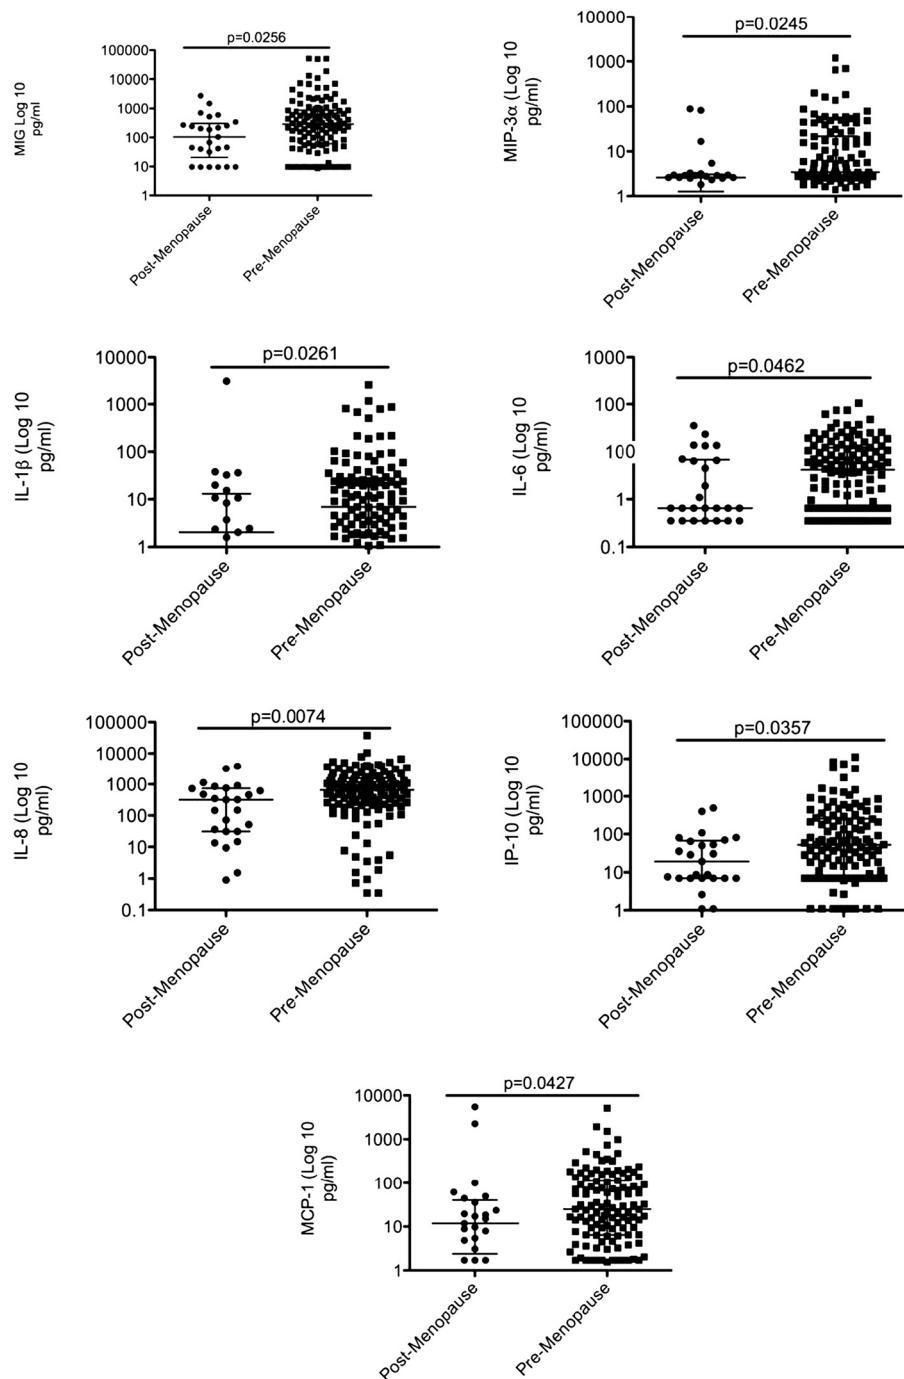 p=0.0256
MIG Log 10
pg/ml
100000
10000
1000
100
10
1
Post-Menopause
Pre-Menopause
p=0.0245
MIP-3α (Log 10
pg/ml)
10000
1000
100
10
1
Post-Menopause
Pre-Menopause
p=0.0261
IL-1β (Log 10
pg/ml)
10000
1000
100
10
1
Post-Menopause
Pre-Menopause
p=0.0462
IL-6 (Log 10
pg/ml)
1000
100
100
1
0.1
Post-Menopause
Pre-Menopause
p=0.0074
IL-8 (Log 10
pg/ml)
100000
10000
1000
100
10
1
0.1
Post-Menopause
Pre-Menopause
p=0.0357
IP-10 (Log 10
pg/ml)
100000
10000
1000
100
10
1
Post-Menopause
Pre-Menopause
p=0.0427
MCP-1 (Log 10
pg/ml)
10000
1000
100
10
1
Post-Menopause
Pre-Menopause